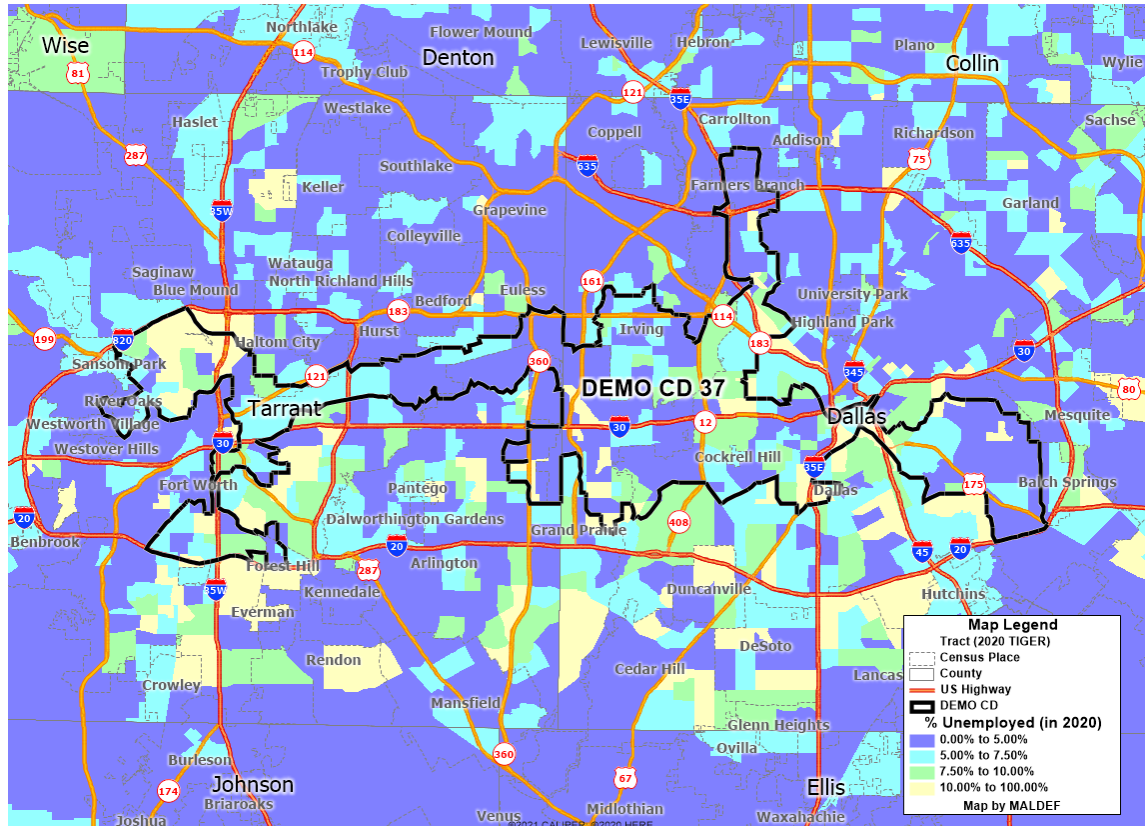 Northlake
Flower Mound
Lewisville
Hebron
Wise
Denton
Plano
Collin
114
81
Trophy Club
Wylie
121
35E
Westlake
Haslet
Coppell
Carrollton
Addison
Richardson
Sachse
287
Southlake
635
75
Keller
Farmers Branch
Garland
35W
Grapevine
Colleyville
635
Watauga
Saginaw
North Richland Hills
161
Blue Mound
Bedford
Euless
University Park
183
114
Irving
Highland Park
199
820
Hurst
Haltom City
183
30
Sansom Park
360
121
345
River Oaks
DEMO CD 37
80
Tarrant
Dallas
Mesquite
Westworth Village
30
12
Westover Hills
30
Cockrell Hill
35E
Fort Worth
Pantego
Dallas
175
Balch Springs
20
Dalworthington Gardens
Grand Prairie
408
Benbrook
20
45
20
Forest Hill
Arlington
287
35W
Kennedale
Duncanville
Hutchins
Everman
DeSoto
Rendon
Cedar Hill
Lancas
Crowley
Mansfield
Glenn Heights
Ovilla
Burleson
360
67
Johnson
Ellis
174
Briaroaks
Midlothian
Joshua
Venus
Waxahachie
©2021 CALIPER, ©2020 HERE
Map Legend
Tract (2020 TIGER)
Census Place
County
US Highway
DEMO CD
% Unemployed (in 2020)
0.00% to 5.00%
5.00% to 7.50%
7.50% to 10.00%
10.00% to 100.00%
Map by MALDEF